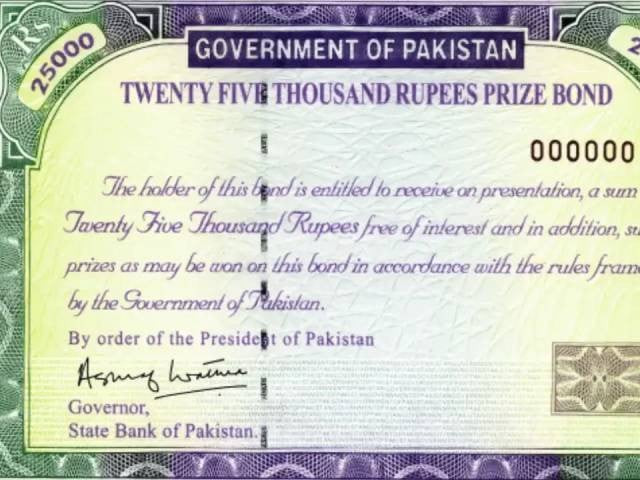 Rs
25000
2
GOVERNMENT OF PAKISTAN
TWENTY FIVE THOUSAND RUPEES PRIZE BOND
000000
The holder of this bond is entitled to receive on presentation, a sum
Twenty Five Thousand Rupees free of interest and in addition, su
prizes as may be won on this bond in accordance with the rules fram
by the Government of Pakistan.
By order of the President of Pakistan
Governor,
State Bank of Pakistan.